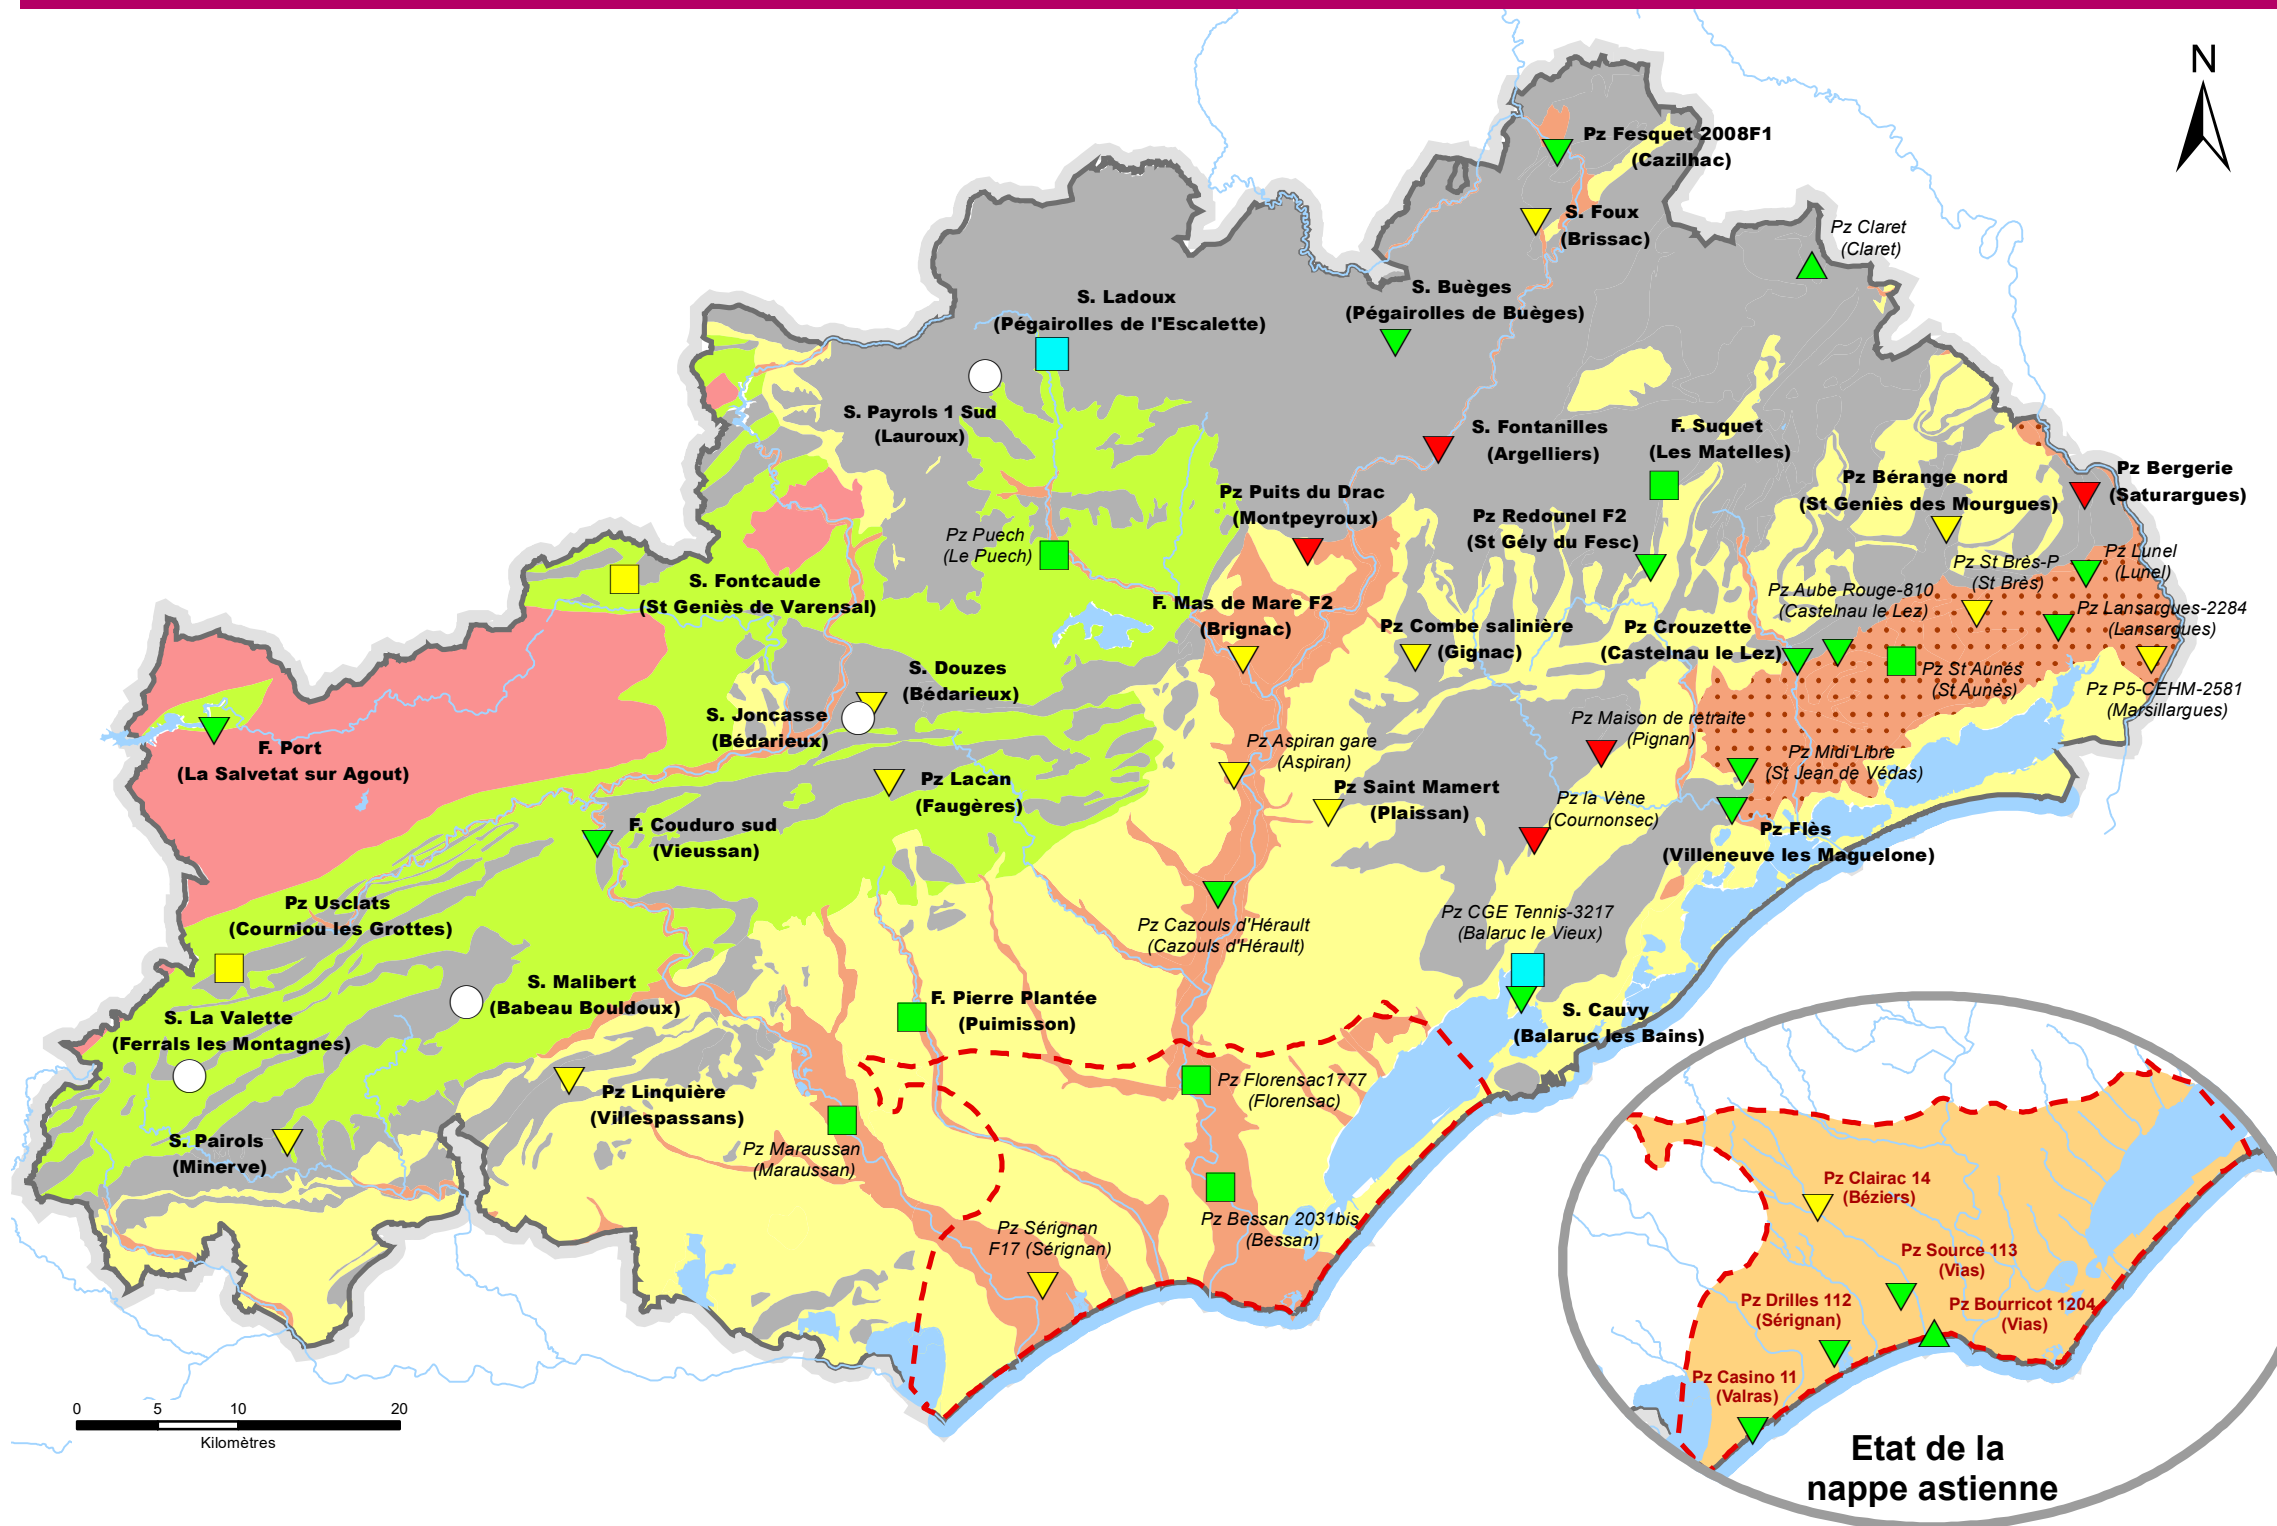 N
Pz Fesquet 2008F1
(Cazilhac)
S. Foux
(Brissac)
Pz Claret
(Claret)
S. Buèges
(Pégairolles de Buèges)
S. Ladoux
(Pégairolles de l'Escalette)
S. Payrols 1 Sud
(Lauroux)
S. Fontanilles
(Argelliers)
F. Suquet
(Les Matelles)
Pz Bérange nord
(St Geniès des Mourgues)
Pz Bergerie
(Saturargues)
Pz Puits du Drac
(Montpeyroux)
Pz Redounel F2
(St Gély du Fesc)
Pz Puech
(Le Puech)
Pz St Brès-P
(St Brès)
Pz Lunel
(Lunel)
S. Fontcaude
(St Geniès de Varensal)
Pz Aube Rouge-810
(Castelnau le Lez)
F. Mas de Mare F2
(Brignac)
Pz Lansargues-2284
(Lansargues)
Pz Combe salinière
(Gignac)
Pz Crouzette
(Castelnau le Lez)
S. Douzes
(Bédarieux)
Pz St Aunés
(St Aunès)
Pz P5-CEHM-2581
(Marsillargues)
S. Joncasse
(Bédarieux)
Pz Maison de retraite
(Pignan)
F. Port
(La Salvetat sur Agout)
Pz Aspiran gare
(Aspiran)
Pz Midi Libre
(St Jean de Védas)
Pz Lacan
(Faugères)
Pz Saint Mamert
(Plaissan)
Pz la Vène
(Cournonsec)
F. Couduro sud
(Vieussan)
Pz Flès
(Villeneuve les Maguelone)
Pz Usclats
(Courniou les Grottes)
Pz Cazouls d'Hérault
(Cazouls d'Hérault)
Pz CGE Tennis-3217
(Balaruc le Vieux)
S. Malibert
(Babeau Bouldoux)
F. Pierre Plantée
(Puimisson)
S. Cauvy
(Balaruc les Bains)
S. La Valette
(Ferrals les Montagnes)
Pz Linquière
(Villespassans)
Pz Florensac1777
(Florensac)
S. Pairols
(Minerve)
Pz Maraussan
(Maraussan)
Pz Sérignan
F17 (Sérignan)
Pz Bessan 2031bis
(Bessan)
Pz Clairac 14
(Béziers)
Pz Source 113
(Vias)
Pz Drilles 112
(Sérignan)
Pz Bourricot 1204
(Vias)
Pz Casino 11
(Valras)
Etat de la
nappe astienne
0 5 10 20
Kilomètres